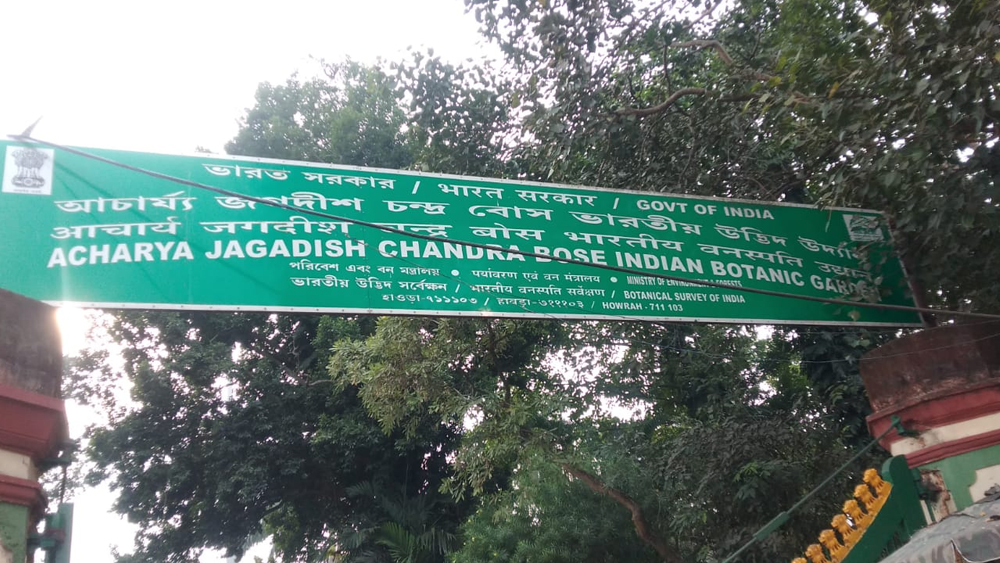 ভারত সরকার / भारत सरकार / GOVT OF INDIA
আচার্য্য জগদীশ চন্দ্র বোস ভারতীয় উদ্ভিদ উদ্যান
आचार्य जगदीश चन्द्र बोस भारतीय वनस्पति उद्यान
ACHARYA JAGADISH CHANDRA BOSE INDIAN BOTANIC GARDEN
পরিবেশ এবং বন মন্ত্রালয় • पर्यावरण एवं वन मंत्रालय • MINISTRY OF ENVIRONMENT & FORESTS
ভারতীয় উদ্ভিদ সর্বেক্ষন / भारतीय वनस्पति सर्वेक्षण / BOTANICAL SURVEY OF INDIA
হাওড়া-৭১১১০৩ / हावड़ा-७१११०३ / HOWRAH - 711 103